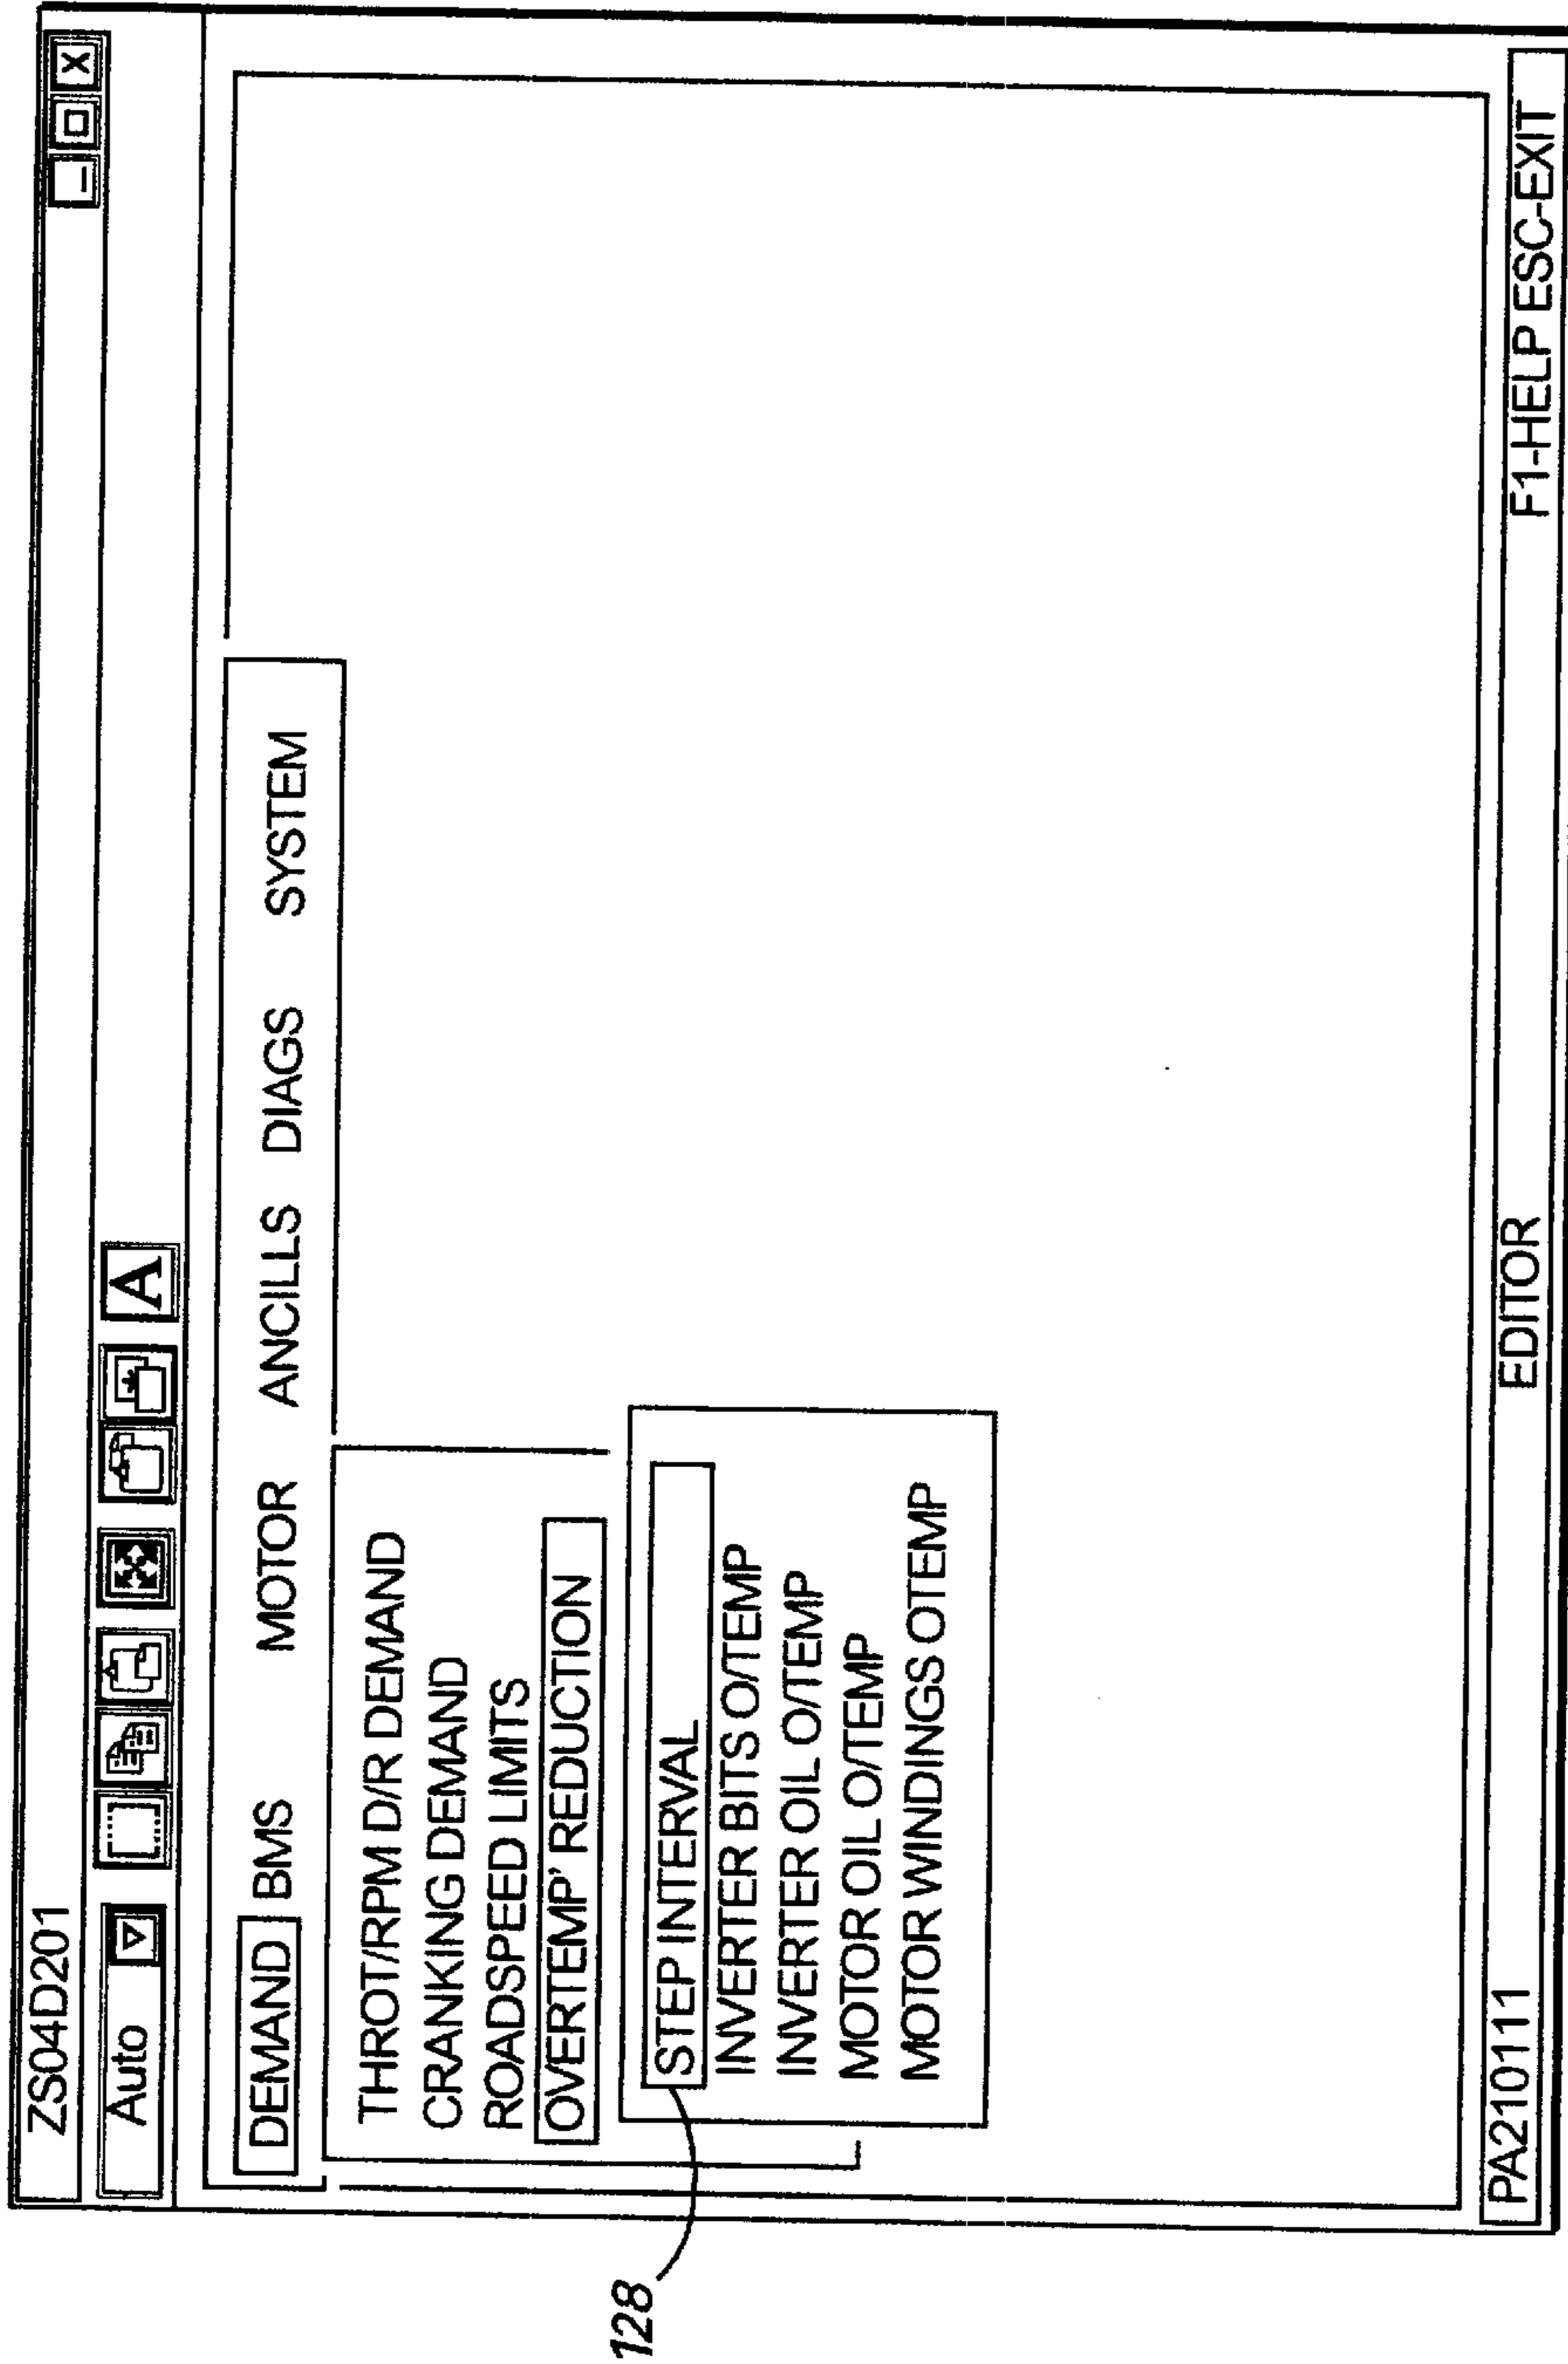 ZS04D201
Auto A
DEMAND BMS MOTOR ANCILLS DIAGS SYSTEM
THROT/RPM D/R DEMAND
CRANKING DEMAND
ROADSPEED LIMITS
OVERTEMP' REDUCTION
STEP INTERVAL
INVERTER BITS O/TEMP
INVERTER OIL O/TEMP
MOTOR OIL O/TEMP
MOTOR WINDINGS OTEMP
128
PA210111 EDITOR F1-HELP ESC-EXIT